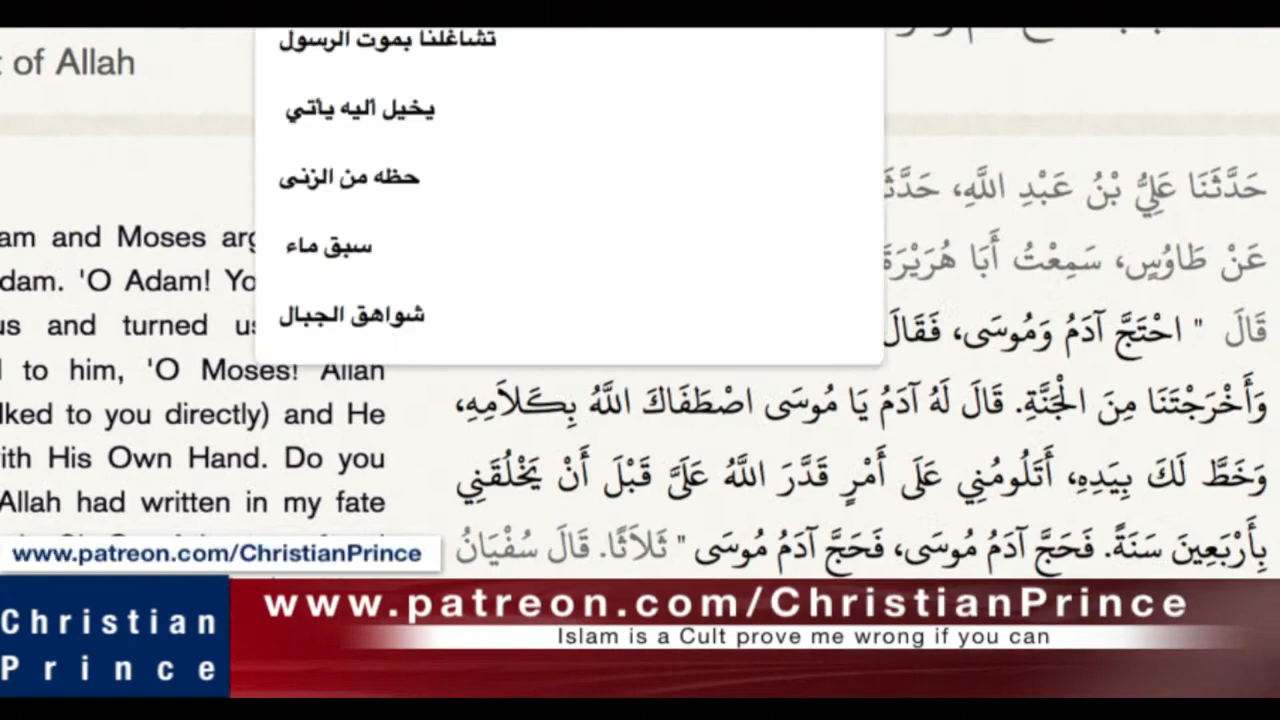 t of Allah
am and Moses arg
dam. 'O Adam! Yo
us and turned us
to him, 'O Moses! Allah
lked to you directly) and He
ith His Own Hand. Do you
Allah had written in my fate
تشاغلنا بموت الرسول
يخيل أليه يأتي
حظه من الزنى
سبق ماء
شواهق الجبال
حَدَّثَنَا عَلِيُّ بْنُ عَبْدِ اللَّهِ، حَدَّثَ
عَنْ طَاوُسٍ، سَمِعْتُ أَبَا هُرَيْرَةَ
قَالَ " احْتَجَّ آدَمُ وَمُوسَى، فَقَالَ
وَأَخْرَجْتَنَا مِنَ الْجَنَّةِ. قَالَ لَهُ آدَمُ يَا مُوسَى اصْطَفَاكَ اللَّهُ بِكَلاَمِهِ،
وَخَطَّ لَكَ بِيَدِهِ، أَتَلُومُنِي عَلَى أَمْرٍ قَدَّرَ اللَّهُ عَلَىَّ قَبْلَ أَنْ يَخْلُقَنِي
بِأَرْبَعِينَ سَنَةً. فَحَجَّ آدَمُ مُوسَى، فَحَجَّ آدَمُ مُوسَى " ثَلاَثًا. قَالَ سُفْيَانُ
www.patreon.com/ChristianPrince
Christian
Prince
www.patreon.com/ChristianPrince
Islam is a Cult prove me wrong if you can